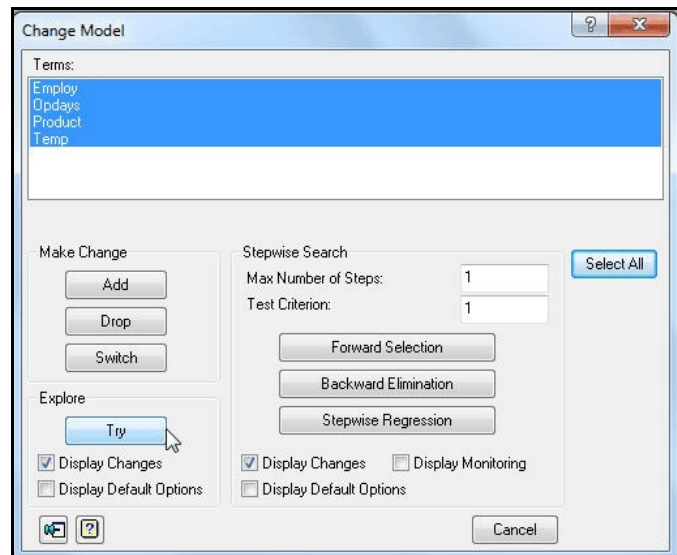 Change Model
Terms:
Employ
Opdays
Product
Temp
Make Change
Add
Drop
Switch
Explore
Try
Display Changes
Display Default Options
Stepwise Search
Max Number of Steps: 1
Test Criterion: 1
Forward Selection
Backward Elimination
Stepwise Regression
Display Changes Display Monitoring
Display Default Options
Select All
?
Cancel